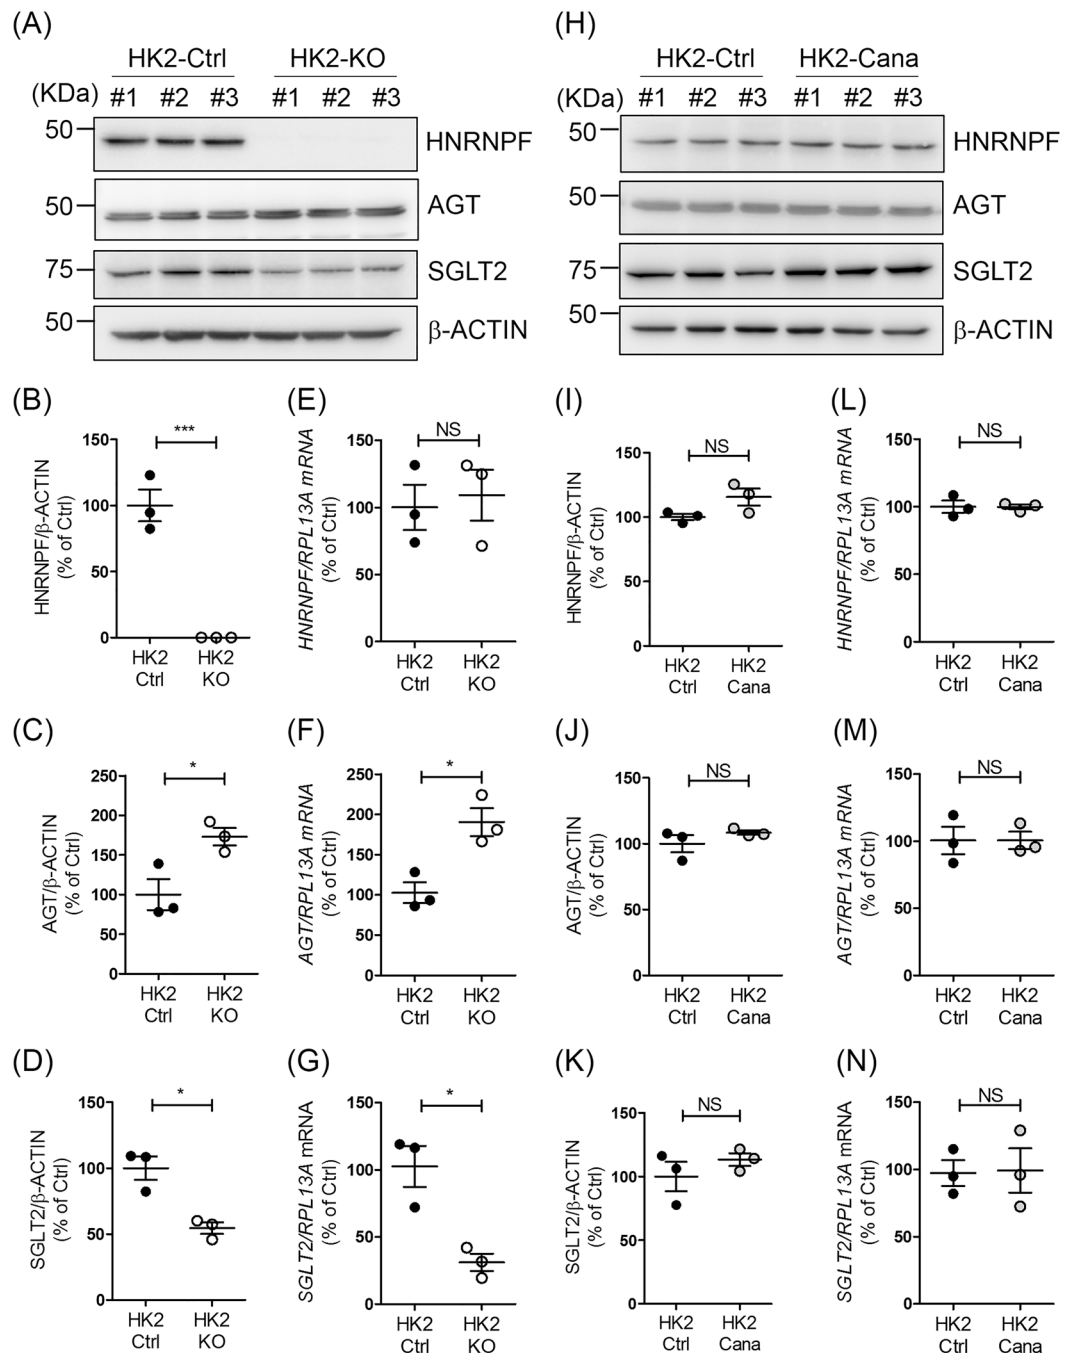 (A)
HK2-Ctrl HK2-KO
(KDa) #1 #2 #3 #1 #2 #3
50 HNRNPF
50 AGT
75 SGLT2
50 β-ACTIN
(H)
HK2-Ctrl HK2-Cana
(KDa) #1 #2 #3 #1 #2 #3
50 HNRNPF
50 AGT
75 SGLT2
50 β-ACTIN
(B)
HNRNPF/β-ACTIN
(% of Ctrl)
150
100
50
0
***
HK2 HK2
Ctrl KO
(E)
HNRNPF/RPL13A mRNA
(% of Ctrl)
150
100
50
0
NS
HK2 HK2
Ctrl KO
(I)
HNRNPF/β-ACTIN
(% of Ctrl)
150
100
50
0
NS
HK2 HK2
Ctrl Cana
(L)
HNRNPF/RPL13A mRNA
(% of Ctrl)
150
100
50
0
NS
HK2 HK2
Ctrl Cana
(C)
AGT/β-ACTIN
(% of Ctrl)
250
200
150
100
50
0
*
HK2 HK2
Ctrl KO
(F)
AGT/RPL13A mRNA
(% of Ctrl)
250
200
150
100
50
0
*
HK2 HK2
Ctrl KO
(J)
AGT/β-ACTIN
(% of Ctrl)
150
100
50
0
NS
HK2 HK2
Ctrl Cana
(M)
AGT/RPL13A mRNA
(% of Ctrl)
150
100
50
0
NS
HK2 HK2
Ctrl Cana
(D)
SGLT2/β-ACTIN
(% of Ctrl)
150
100
50
0
*
HK2 HK2
Ctrl KO
(G)
SGLT2/RPL13A mRNA
(% of Ctrl)
150
100
50
0
*
HK2 HK2
Ctrl KO
(K)
SGLT2/β-ACTIN
(% of Ctrl)
150
100
50
0
NS
HK2 HK2
Ctrl Cana
(N)
SGLT2/RPL13A mRNA
(% of Ctrl)
150
100
50
0
NS
HK2 HK2
Ctrl Cana